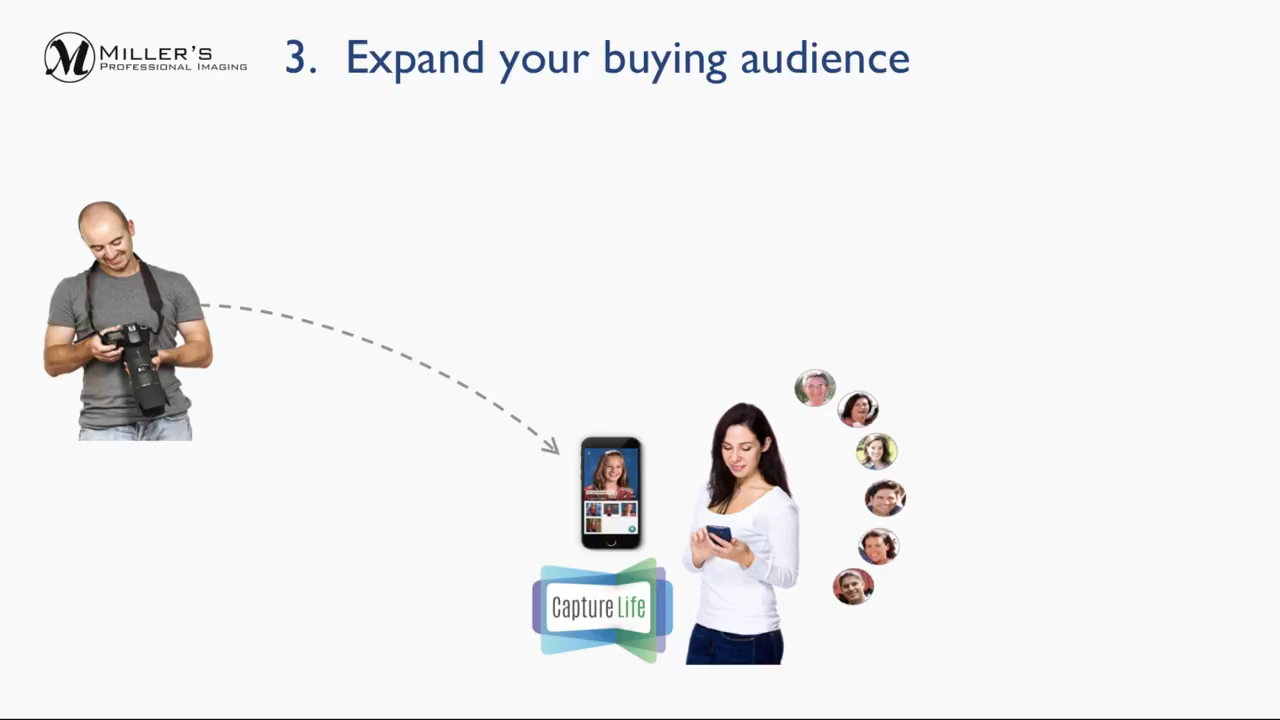 MILLER'S
PROFESSIONAL IMAGING
3. Expand your buying audience
Capture Life